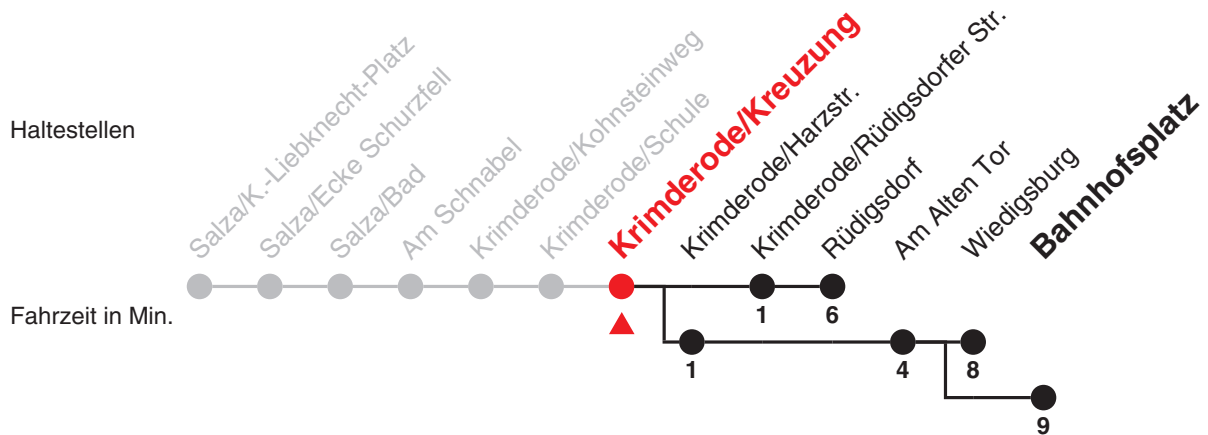 Haltestellen
Salza/K.-Liebknecht-Platz
Salza/Ecke Schurzfell
Salza/Bad
Am Schnabel
Krimderode/Kohnsteinweg
Krimderode/Schule
Krimderode/Kreuzung
Krimderode/Harzstr.
Krimderode/Rüdigsdorfer Str.
Rüdigsdorf
Am Alten Tor
Wiedigsburg
Bahnhofsplatz
Fahrzeit in Min.
1
6
1
4
8
9